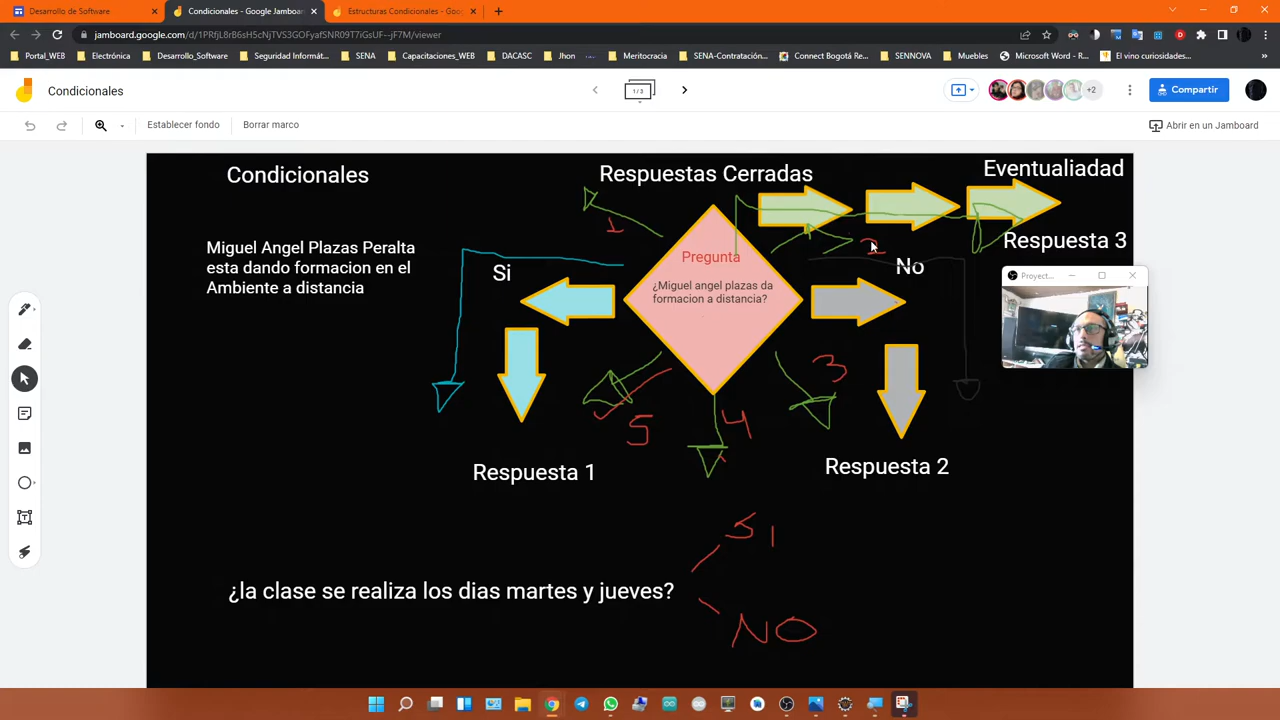 Desarrollo de Software
Condicionales - Google Jamboar
Estructuras Condicionales - Goo
jamboard.google.com/d/1PRfjL8rB6sH5cNjTVS3GOFyafSNR09T7iGsUF--jF7M/viewer
Portal_WEB
Electrónica
Desarrollo_Software
Seguridad Informát...
SENA
Capacitaciones_WEB
DACASC
Jhon
Meritocracia
SENA-Contratación...
Connect Bogotá Re...
SENNOVA
Muebles
Microsoft Word - R...
El vino curiosidades...
Condicionales
1 / 3
+2
Compartir
Establecer fondo
Borrar marco
Abrir en un Jamboard
Condicionales
Respuestas Cerradas
Eventualiadad
Miguel Angel Plazas Peralta
esta dando formacion en el
Ambiente a distancia
1
2
Respuesta 3
Pregunta
¿Miguel angel plazas da
formacion a distancia?
Si
No
Proyect...
3
4
5
Respuesta 1
Respuesta 2
SI
¿la clase se realiza los dias martes y jueves?
NO